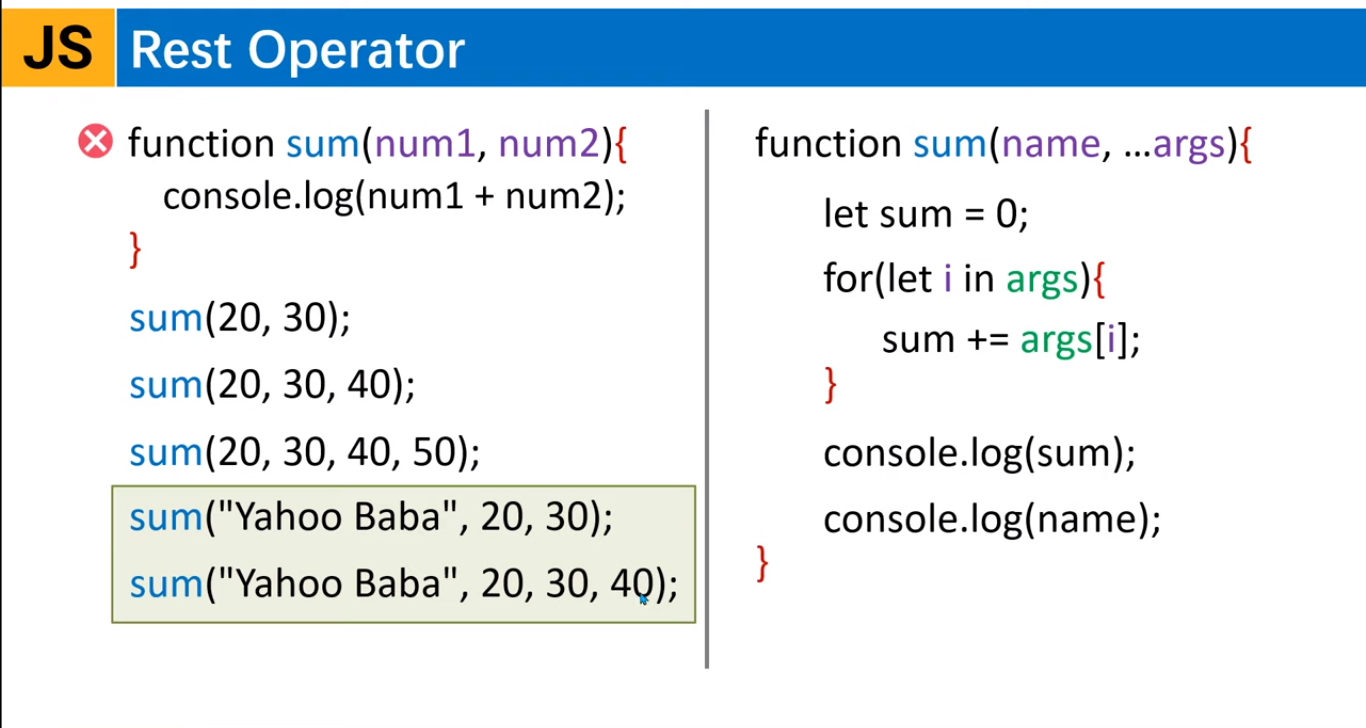 JS Rest Operator
function sum(num1, num2){
console.log(num1 + num2);
}
sum(20, 30);
sum(20, 30, 40);
sum(20, 30, 40, 50);
sum("Yahoo Baba", 20, 30);
sum("Yahoo Baba", 20, 30, 40);
function sum(name, ...args){
let sum = 0;
for(let i in args){
sum += args[i];
}
console.log(sum);
console.log(name);
}